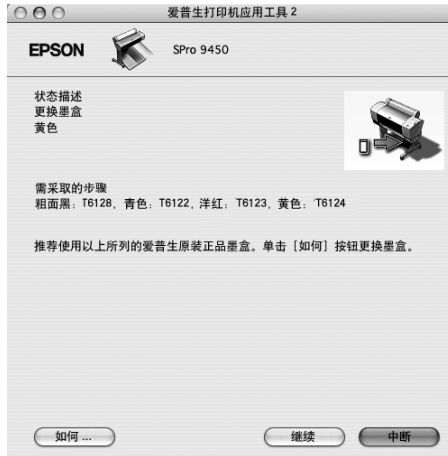 爱普生打印机应用工具 2
EPSON
SPro 9450
状态描述
更换墨盒
黄色
需采取的步骤
粗面黑：T6128，青色：T6122，洋红：T6123，黄色：T6124
推荐使用以上所列的爱普生原装正品墨盒。单击［如何］按钮更换墨盒。
如何 ...
继续
中断